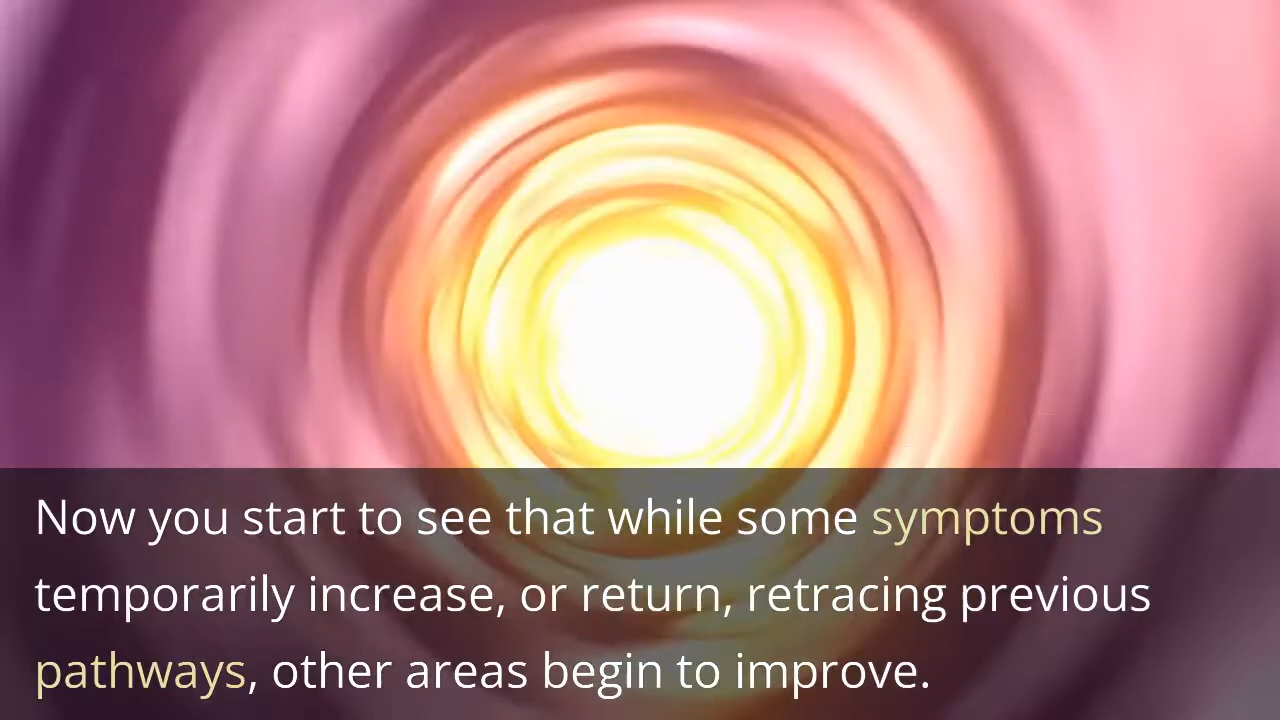 Now you start to see that while some symptoms
temporarily increase, or return, retracing previous
pathways, other areas begin to improve.